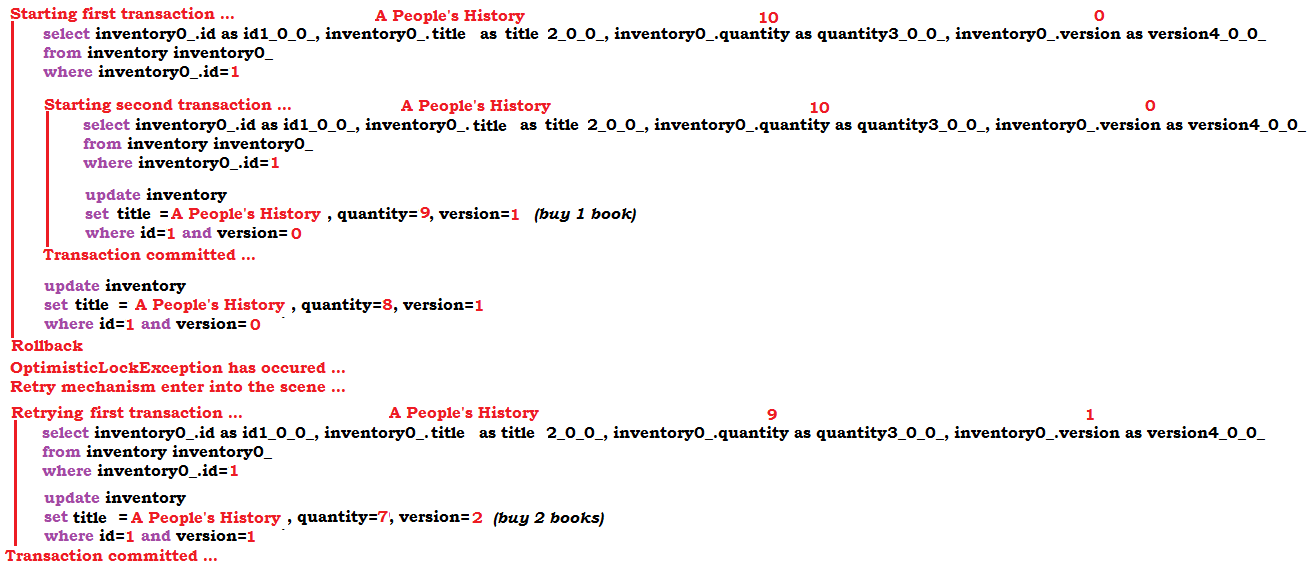 Starting first transaction ... A People's History 10 0
select inventory0_.id as id1_0_0_, inventory0_.title as title 2_0_0_, inventory0_.quantity as quantity3_0_0_, inventory0_.version as version4_0_0_
from inventory inventory0_
where inventory0_.id=1
Starting second transaction ... A People's History 10 0
select inventory0_.id as id1_0_0_, inventory0_.title as title 2_0_0_, inventory0_.quantity as quantity3_0_0_, inventory0_.version as version4_0_0_
from inventory inventory0_
where inventory0_.id=1
update inventory
set title =A People's History , quantity=9, version=1 (buy 1 book)
where id=1 and version=0
Transaction committed ...
update inventory
set title = A People's History , quantity=8, version=1
where id=1 and version=0
Rollback
OptimisticLockException has occured ...
Retry mechanism enter into the scene ...
Retrying first transaction ... A People's History 9 1
select inventory0_.id as id1_0_0_, inventory0_.title as title 2_0_0_, inventory0_.quantity as quantity3_0_0_, inventory0_.version as version4_0_0_
from inventory inventory0_
where inventory0_.id=1
update inventory
set title =A People's History , quantity=7, version=2 (buy 2 books)
where id=1 and version=1
Transaction committed ...